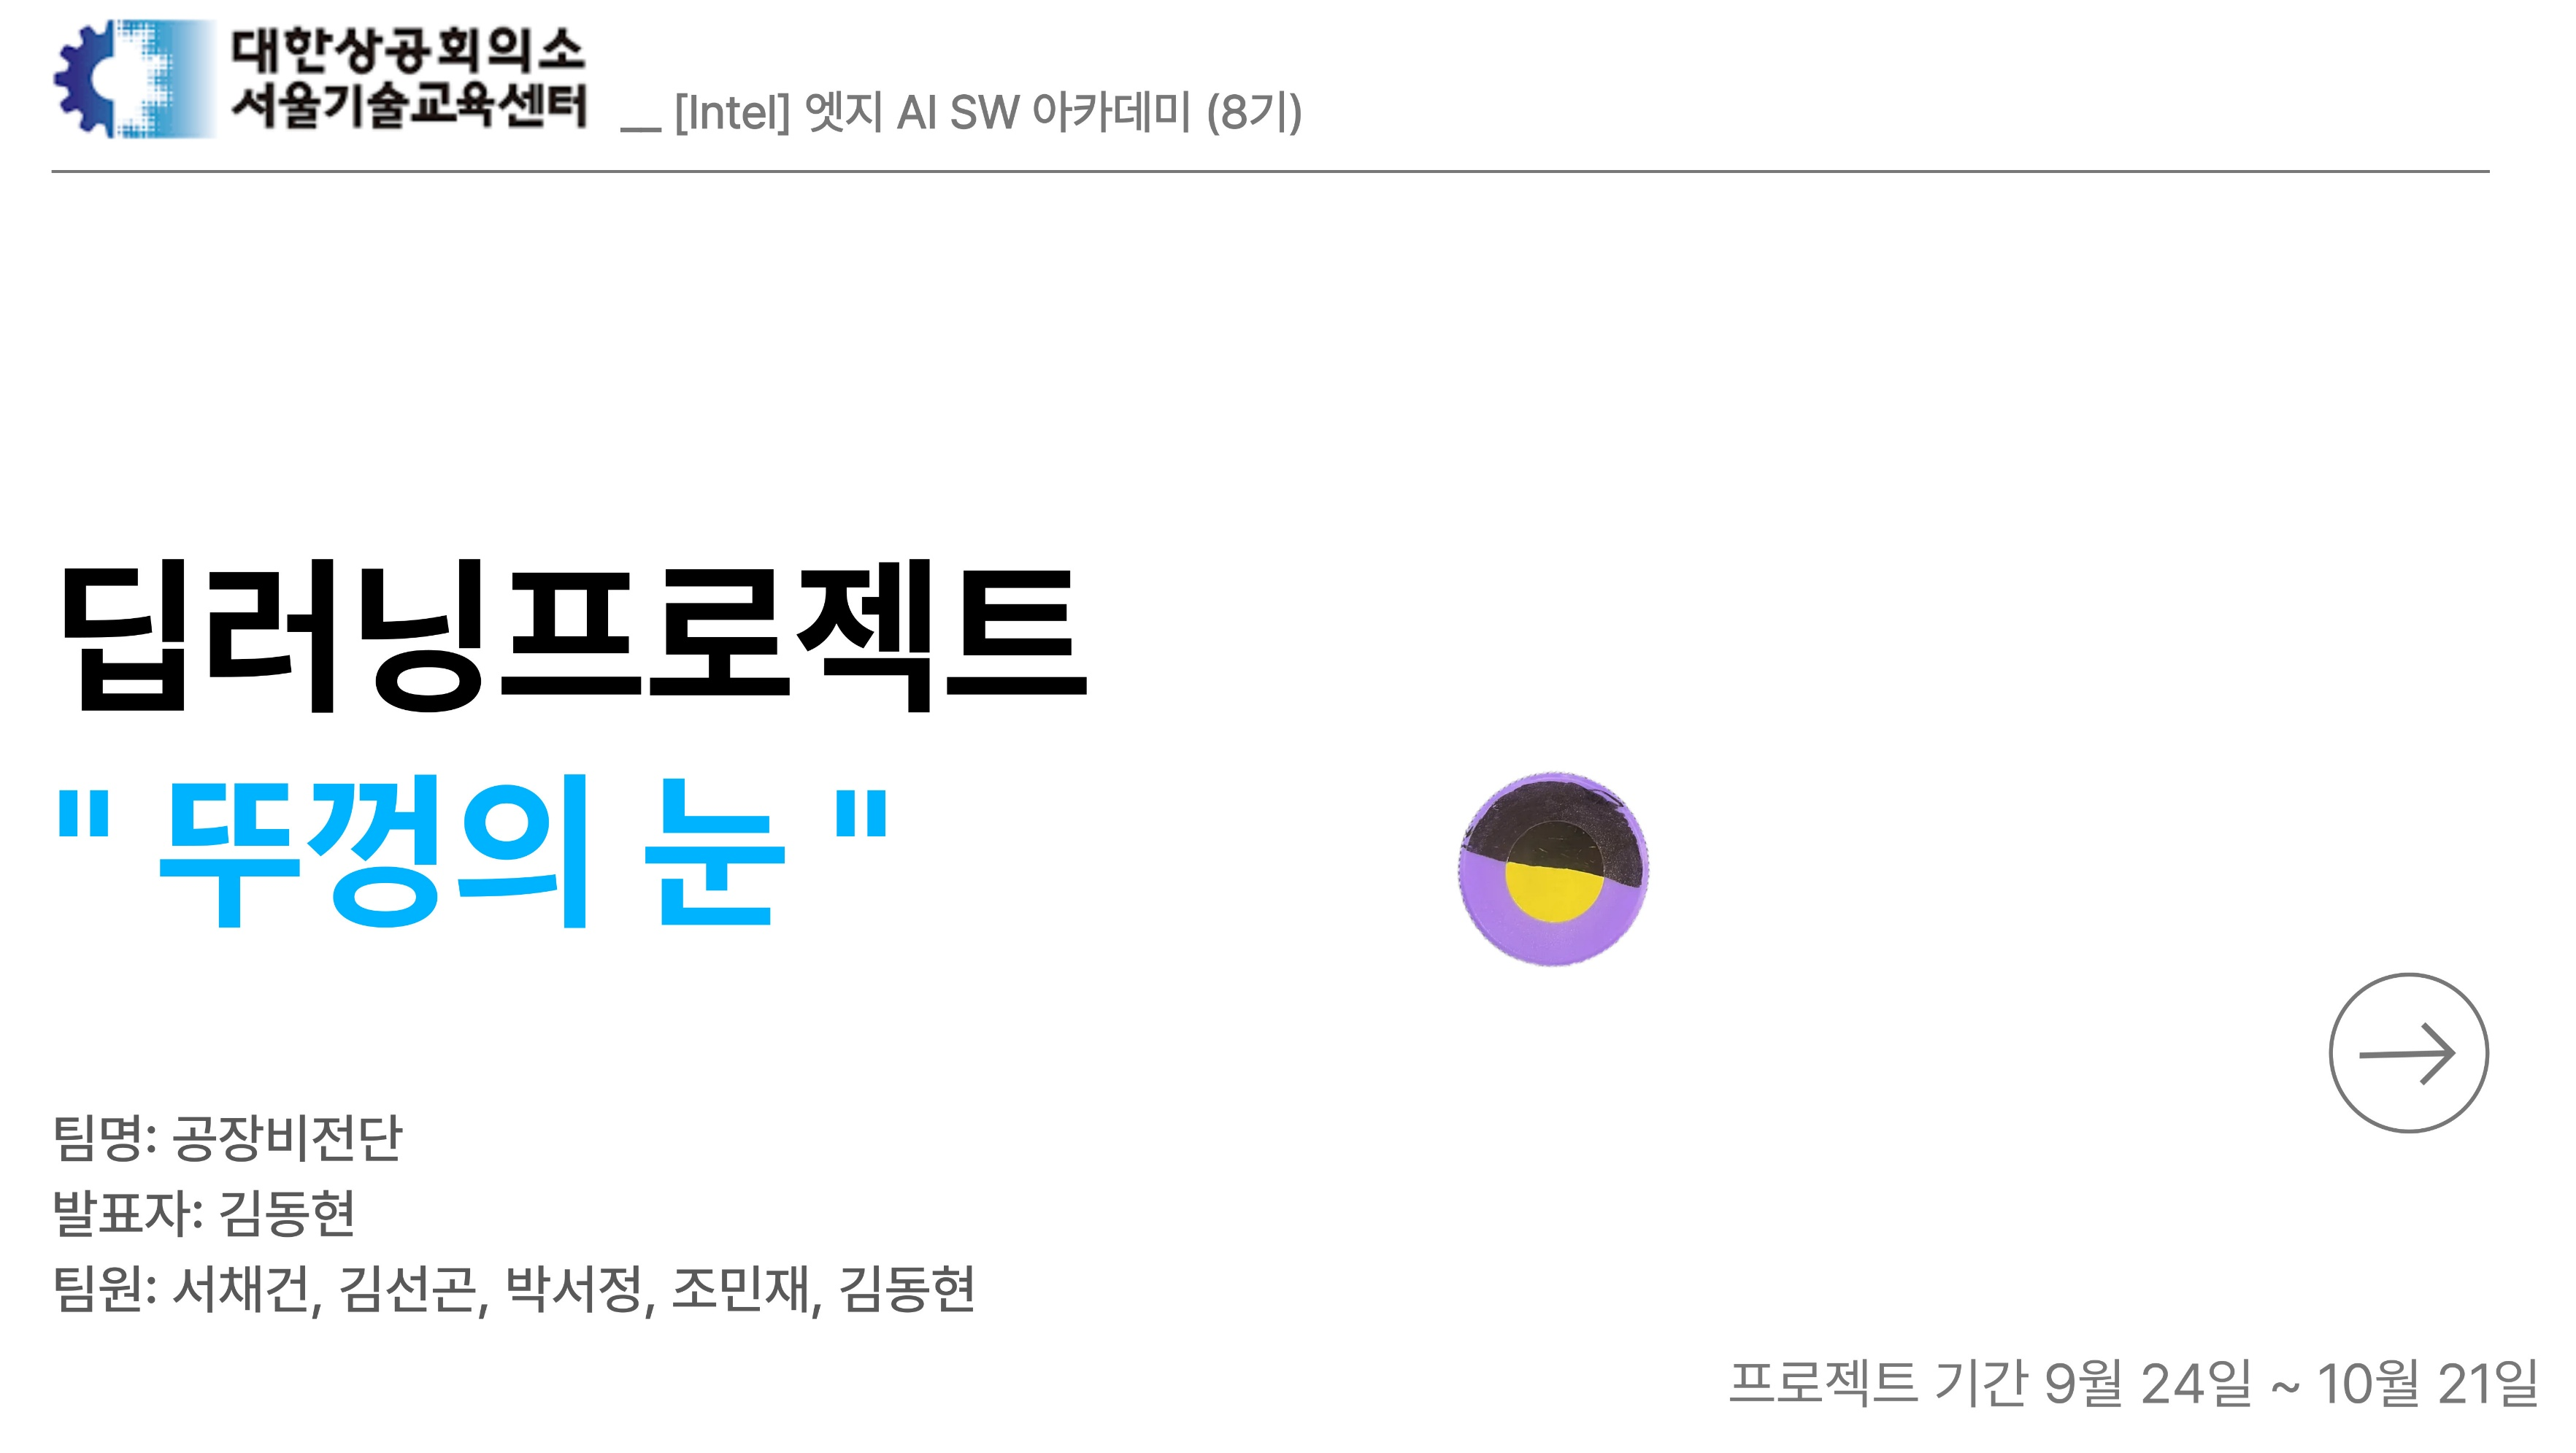 대한상공회의소
서울기술교육센터
__ [Intel] 엣지 AI SW 아카데미 (8기)
딥러닝프로젝트
" 뚜껑의 눈 "
팀명: 공장비전단
발표자: 김동현
팀원: 서채건, 김선곤, 박서정, 조민재, 김동현
프로젝트 기간 9월 24일 ~ 10월 21일